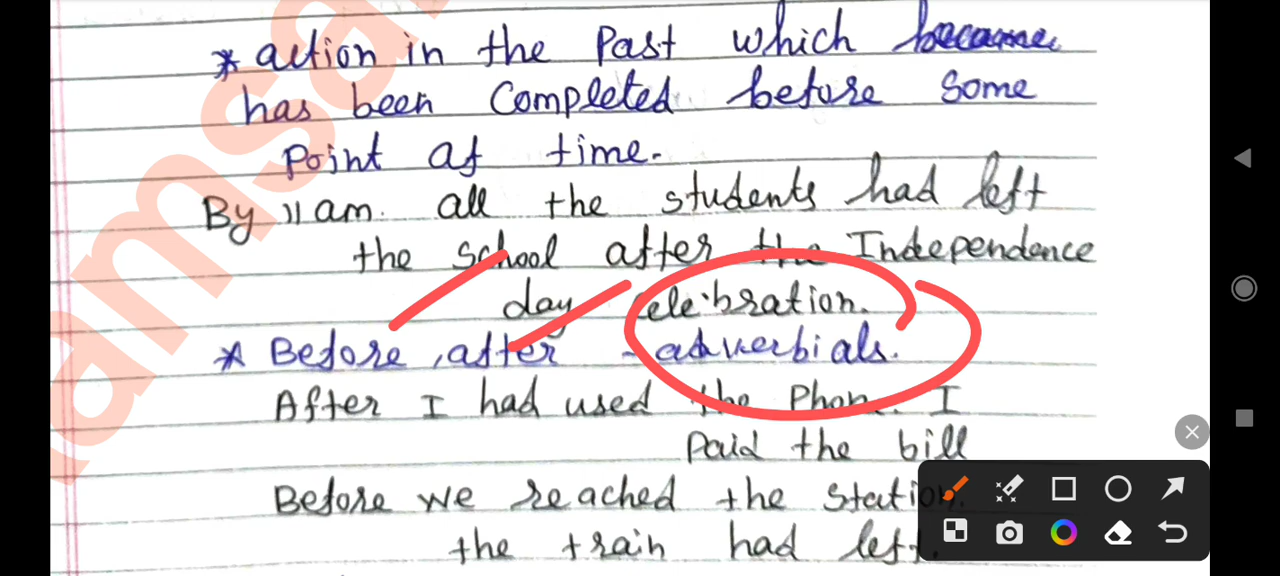 * action in the Past which became
has been Completed before Some
Point of time.
By 11 am. all the students had left
the school after the Independence
day Celebration.
* Before, after - adverbials.
After I had used the Phone. I
Paid the bill
Before we reached the station.
the train had left.